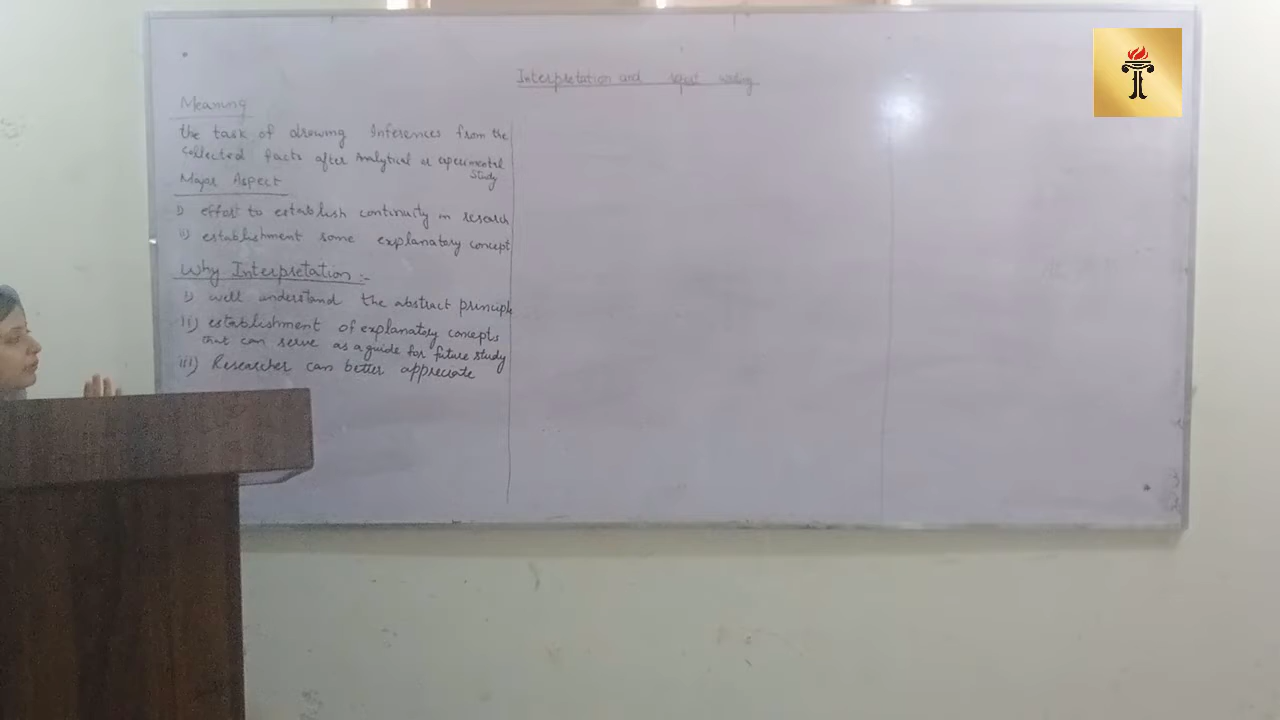 Interpretation and report writing
Meaning
the task of drawing Inferences from the
collected facts after Analytical or experimental
Study
Major Aspect
i) effort to establish continuity in research
ii) establishment some explanatory concept
Why Interpretation :-
i) well understand the abstract principle
ii) establishment of explanatory concepts
that can serve as a guide for future study
iii) Researcher can better appreciate